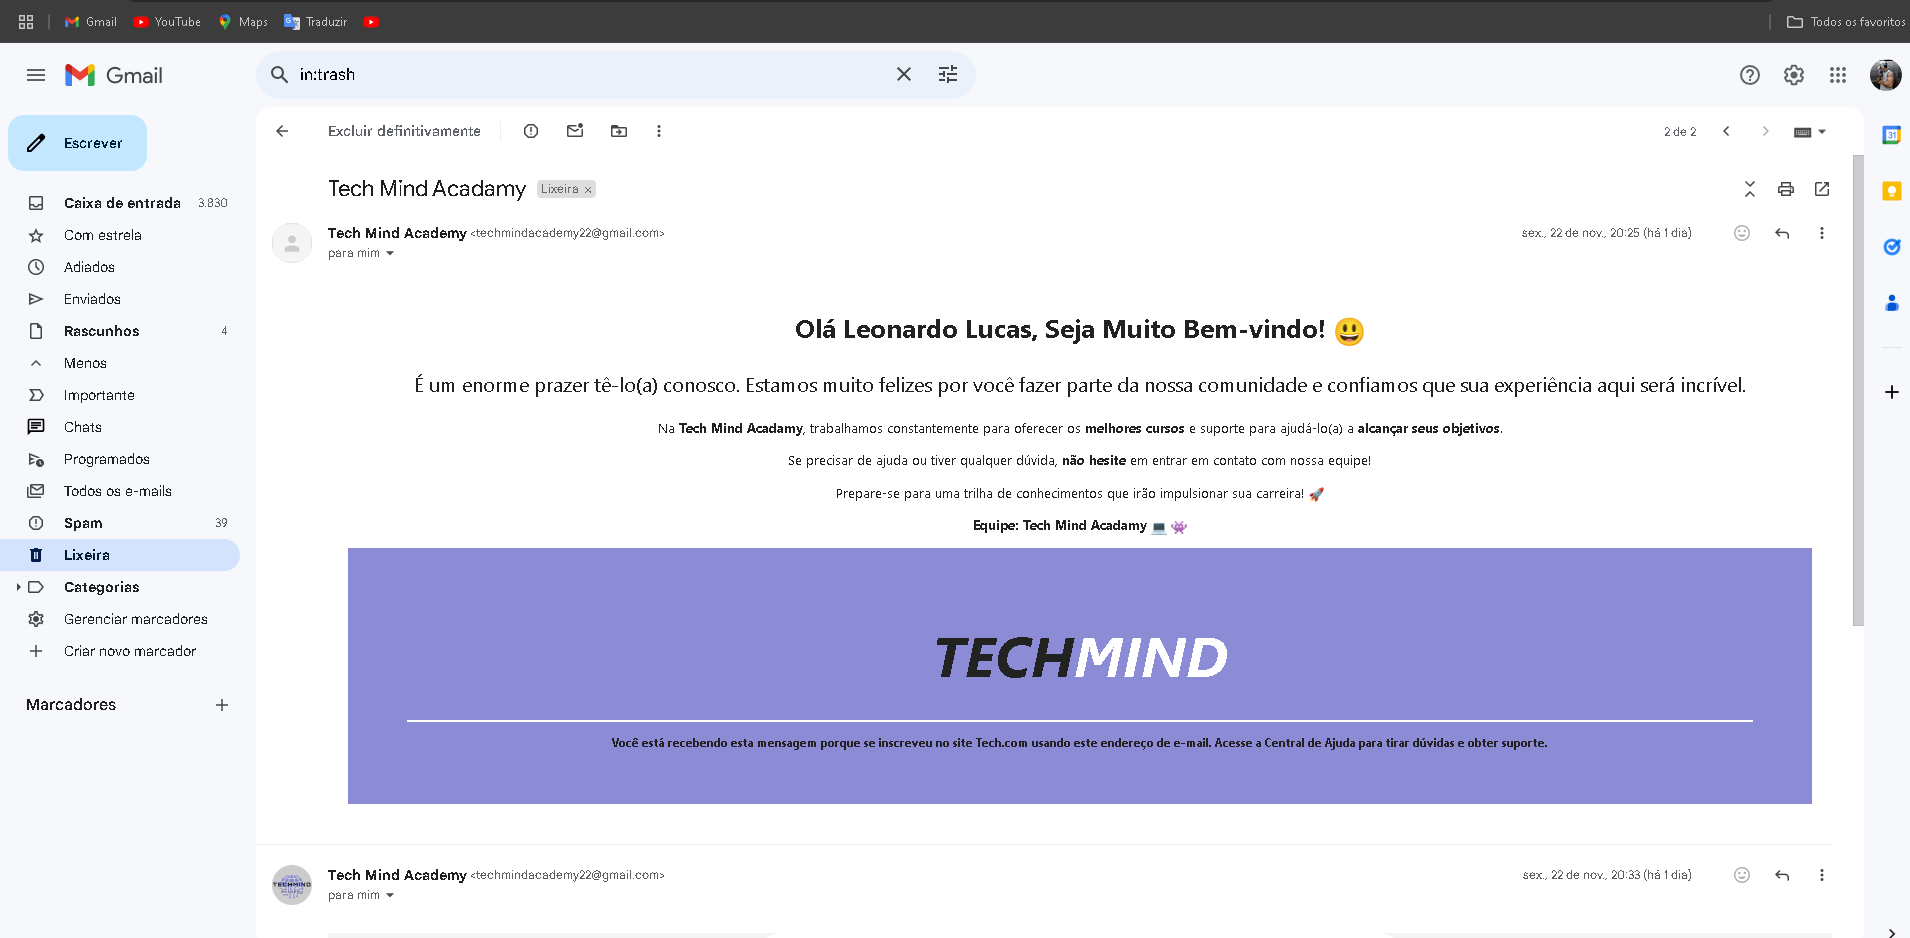 Gmail
YouTube
Maps
Traduzir
Todos os favoritos
Gmail
in:trash
Escrever
Caixa de entrada 3.830
Com estrela
Adiados
Enviados
Rascunhos 4
Menos
Importante
Chats
Programados
Todos os e-mails
Spam 39
Lixeira
Categorias
Gerenciar marcadores
Criar novo marcador
Marcadores
Excluir definitivamente
2 de 2
Tech Mind Acadamy Lixeira
Tech Mind Academy <techmindacademy22@gmail.com> sex., 22 de nov., 20:25 (há 1 dia)
para mim
Olá Leonardo Lucas, Seja Muito Bem-vindo! 😃
É um enorme prazer tê-lo(a) conosco. Estamos muito felizes por você fazer parte da nossa comunidade e confiamos que sua experiência aqui será incrível.
Na Tech Mind Acadamy, trabalhamos constantemente para oferecer os melhores cursos e suporte para ajudá-lo(a) a alcançar seus objetivos.
Se precisar de ajuda ou tiver qualquer dúvida, não hesite em entrar em contato com nossa equipe!
Prepare-se para uma trilha de conhecimentos que irão impulsionar sua carreira! 🚀
Equipe: Tech Mind Acadamy 💻 👾
TECHMIND
Você está recebendo esta mensagem porque se inscreveu no site Tech.com usando este endereço de e-mail. Acesse a Central de Ajuda para tirar dúvidas e obter suporte.
TECHMIND
Tech Mind Academy <techmindacademy22@gmail.com> sex., 22 de nov., 20:33 (há 1 dia)
para mim
31